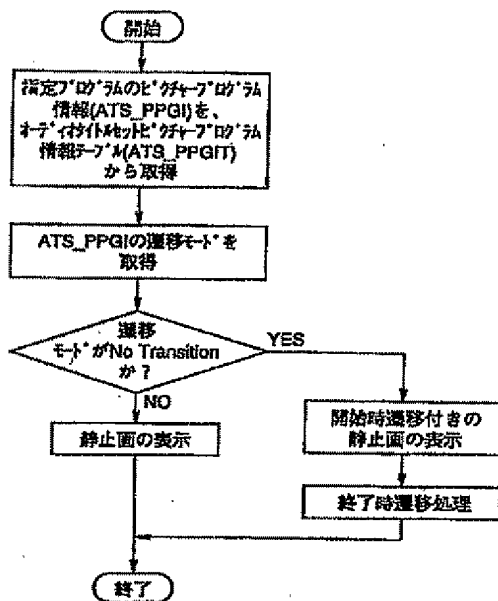 開始
指定プログラムのピクチャープログラム
情報(ATS_PPGI)を、
オーディオタイトルセットピクチャープログラム
情報テーブル(ATS_PPGIT)
から取得
ATS_PPGIの遷移モードを
取得
遷移
モードがNo Transition
か?
YES
NO
静止画の表示
開始時遷移付きの
静止画の表示
終了時遷移処理
終了